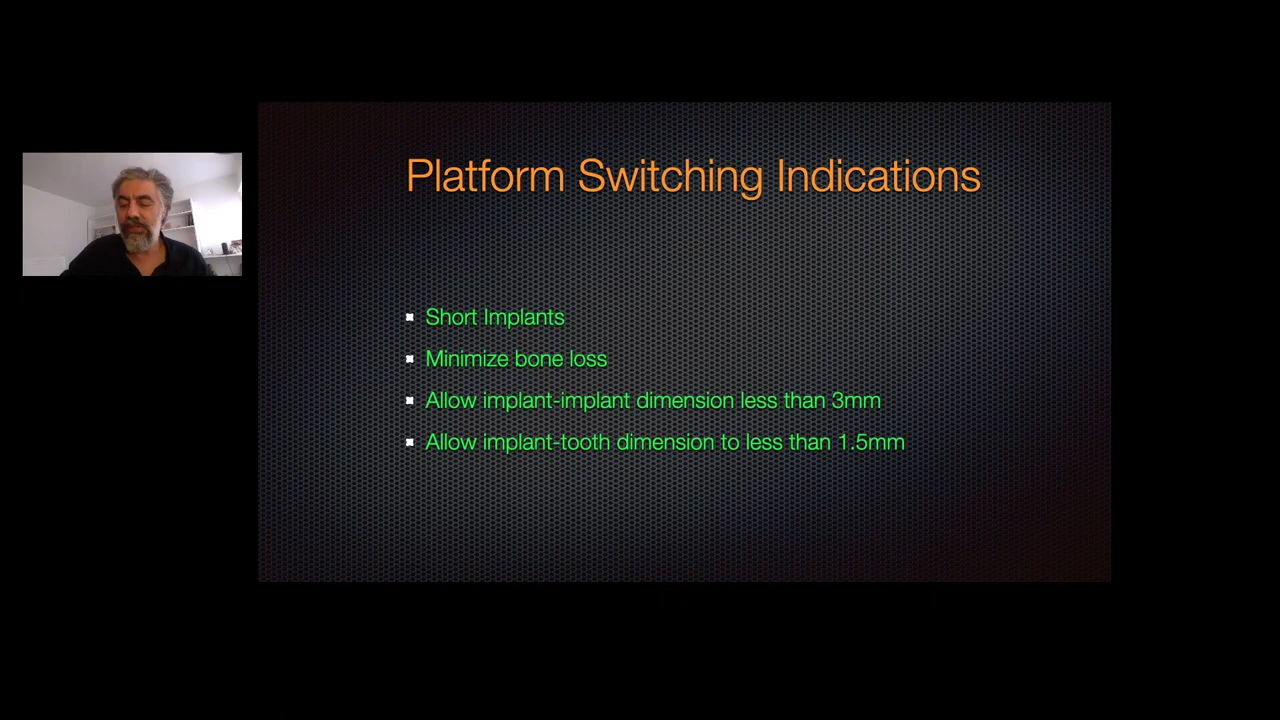 Platform Switching Indications
Short Implants
Minimize bone loss
Allow implant-implant dimension less than 3mm
Allow implant-tooth dimension to less than 1.5mm